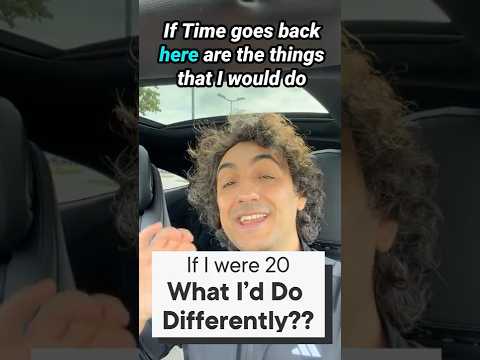 If Time goes back
here are the things
that I would do
If I were 20
What I'd Do
Differently??